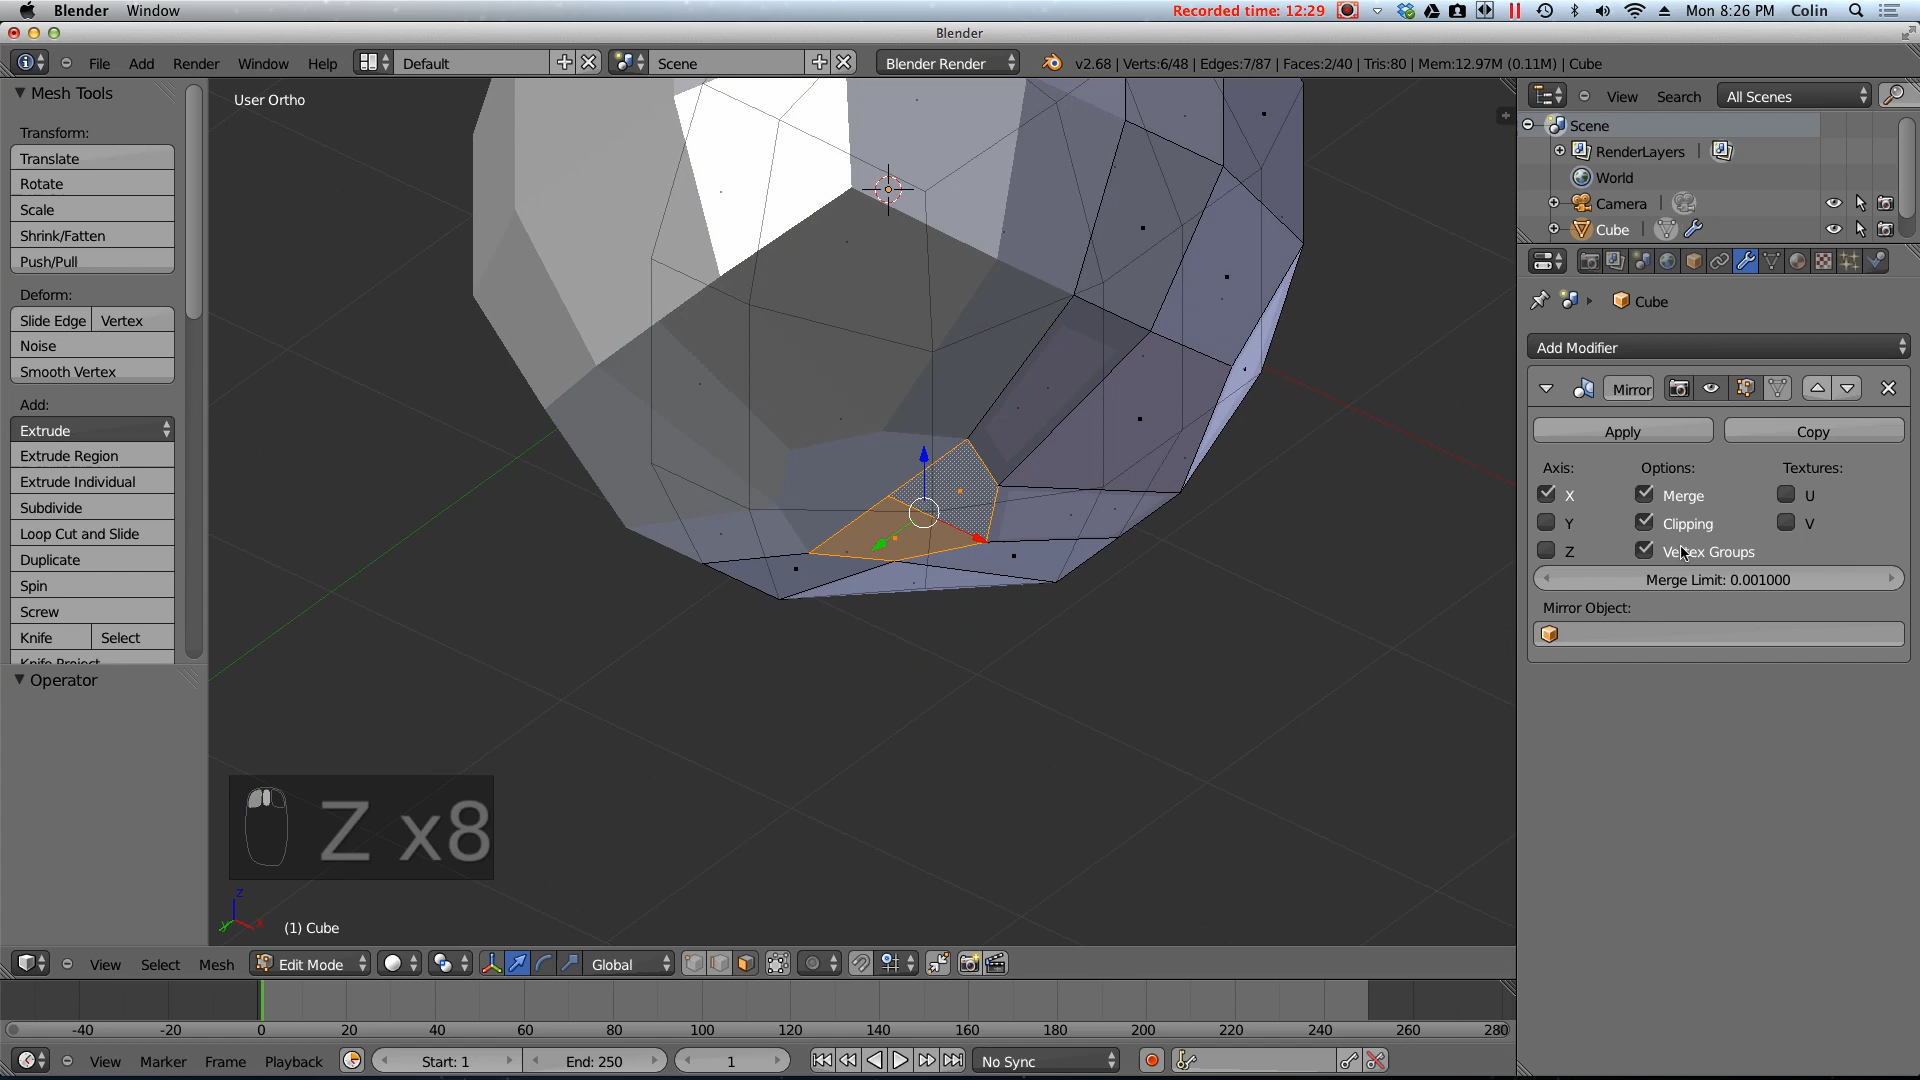 Blender Window Recorded time: 12:29 Mon 8:26 PM Colin
Blender
File Add Render Window Help Default Scene Blender Render v2.68 | Verts:6/48 | Edges:7/87 | Faces:2/40 | Tris:80 | Mem:12.97M (0.11M) | Cube
Mesh Tools
Transform:
Translate
Rotate
Scale
Shrink/Fatten
Push/Pull
Deform:
Slide Edge Vertex
Noise
Smooth Vertex
Add:
Extrude
Extrude Region
Extrude Individual
Subdivide
Loop Cut and Slide
Duplicate
Spin
Screw
Knife Select
Knife Project
Operator
User Ortho
Z x8
Z
X
(1) Cube
View Search All Scenes
Scene
RenderLayers
World
Camera
Cube
Cube
Add Modifier
Mirror
Apply Copy
Axis: Options: Textures:
X Merge U
Y Clipping V
Z Vertex Groups
Merge Limit: 0.001000
Mirror Object:
View Select Mesh Edit Mode Global
-40 -20 0 20 40 60 80 100 120 140 160 180 200 220 240 260 280
View Marker Frame Playback Start: 1 End: 250 1 No Sync